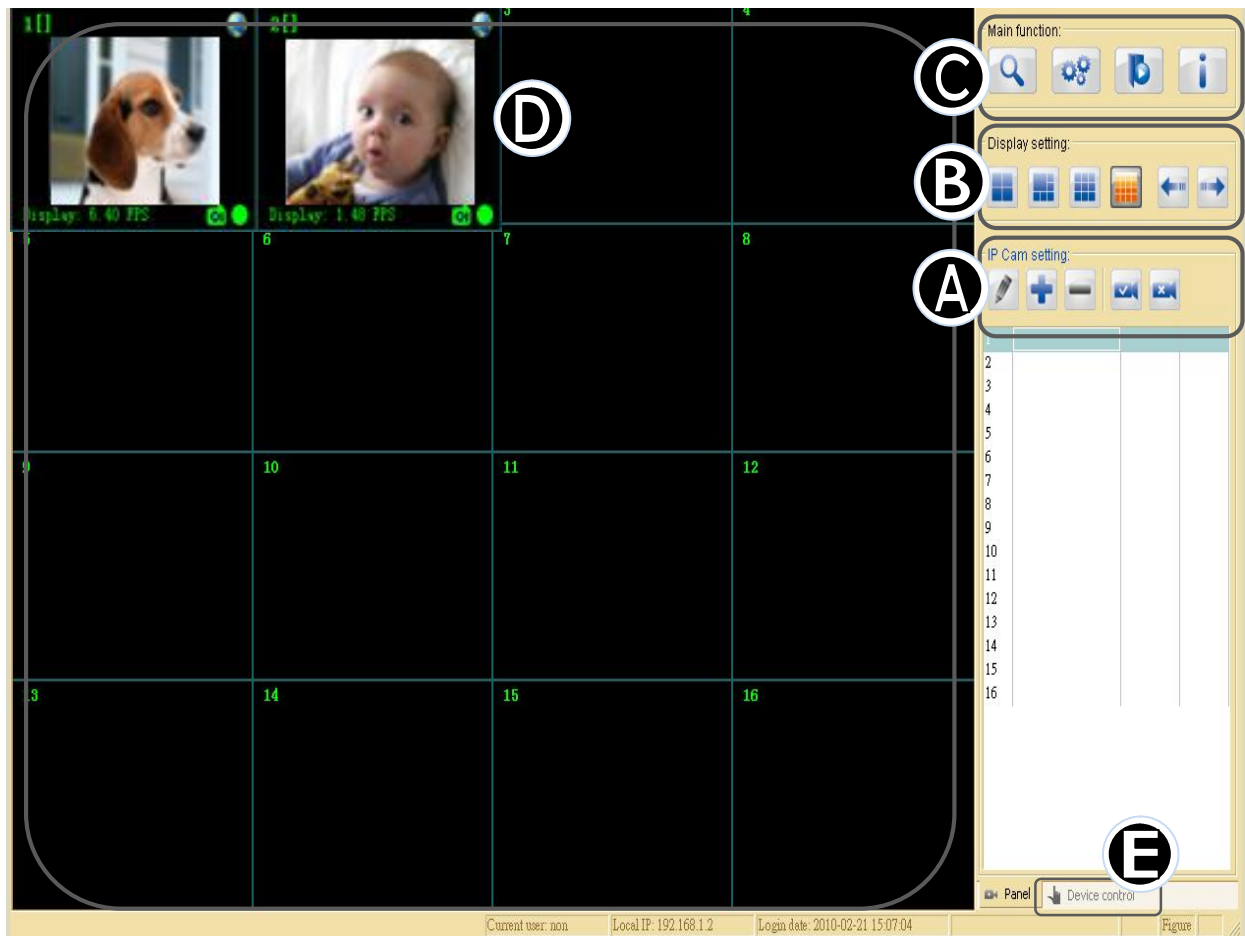 1[]
2[]
3
4
Display: 6.40 FPS
Display: 1.48 FPS
D
5
6
7
8
9
10
11
12
13
14
15
16
C
Main function:
B
Display setting:
A
IP Cam setting:
1
2
3
4
5
6
7
8
9
10
11
12
13
14
15
16
E
Panel
Device control
Current user: non
Local IP: 192.168.1.2
Login date: 2010-02-21 15:07:04
Figure